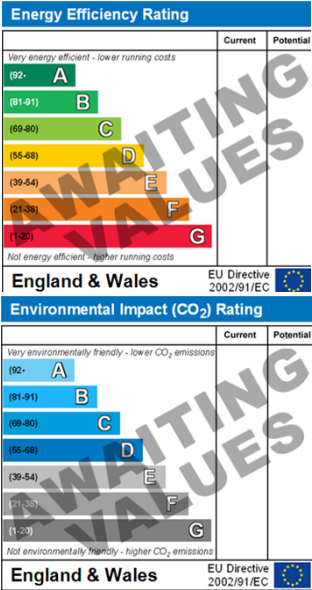 Energy Efficiency Rating
Current Potential
Very energy efficient - lower running costs
(92+ A
(81-91) B
(69-80) C
(55-68) D
(39-54) E
(21-38) F
(1-20) G
Not energy efficient - higher running costs
AWAITING
VALUES
England & Wales
EU Directive
2002/91/EC
Environmental Impact (CO₂) Rating
Current Potential
Very environmentally friendly - lower CO₂ emissions
(92+ A
(81-91) B
(69-80) C
(55-68) D
(39-54) E
(21-38) F
(1-20) G
Not environmentally friendly - higher CO₂ emissions
AWAITING
VALUES
England & Wales
EU Directive
2002/91/EC